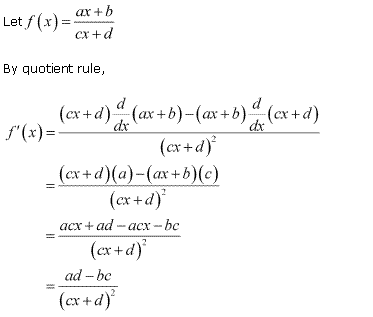 Let f(x) = (ax+b)/(cx+d)
By quotient rule,
f′(x) = ((cx+d) d/dx (ax+b) − (ax+b) d/dx (cx+d))/(cx+d)²
= ((cx+d)(a) − (ax+b)(c))/(cx+d)²
= (acx+ad−acx−bc)/(cx+d)²
= (ad−bc)/(cx+d)²